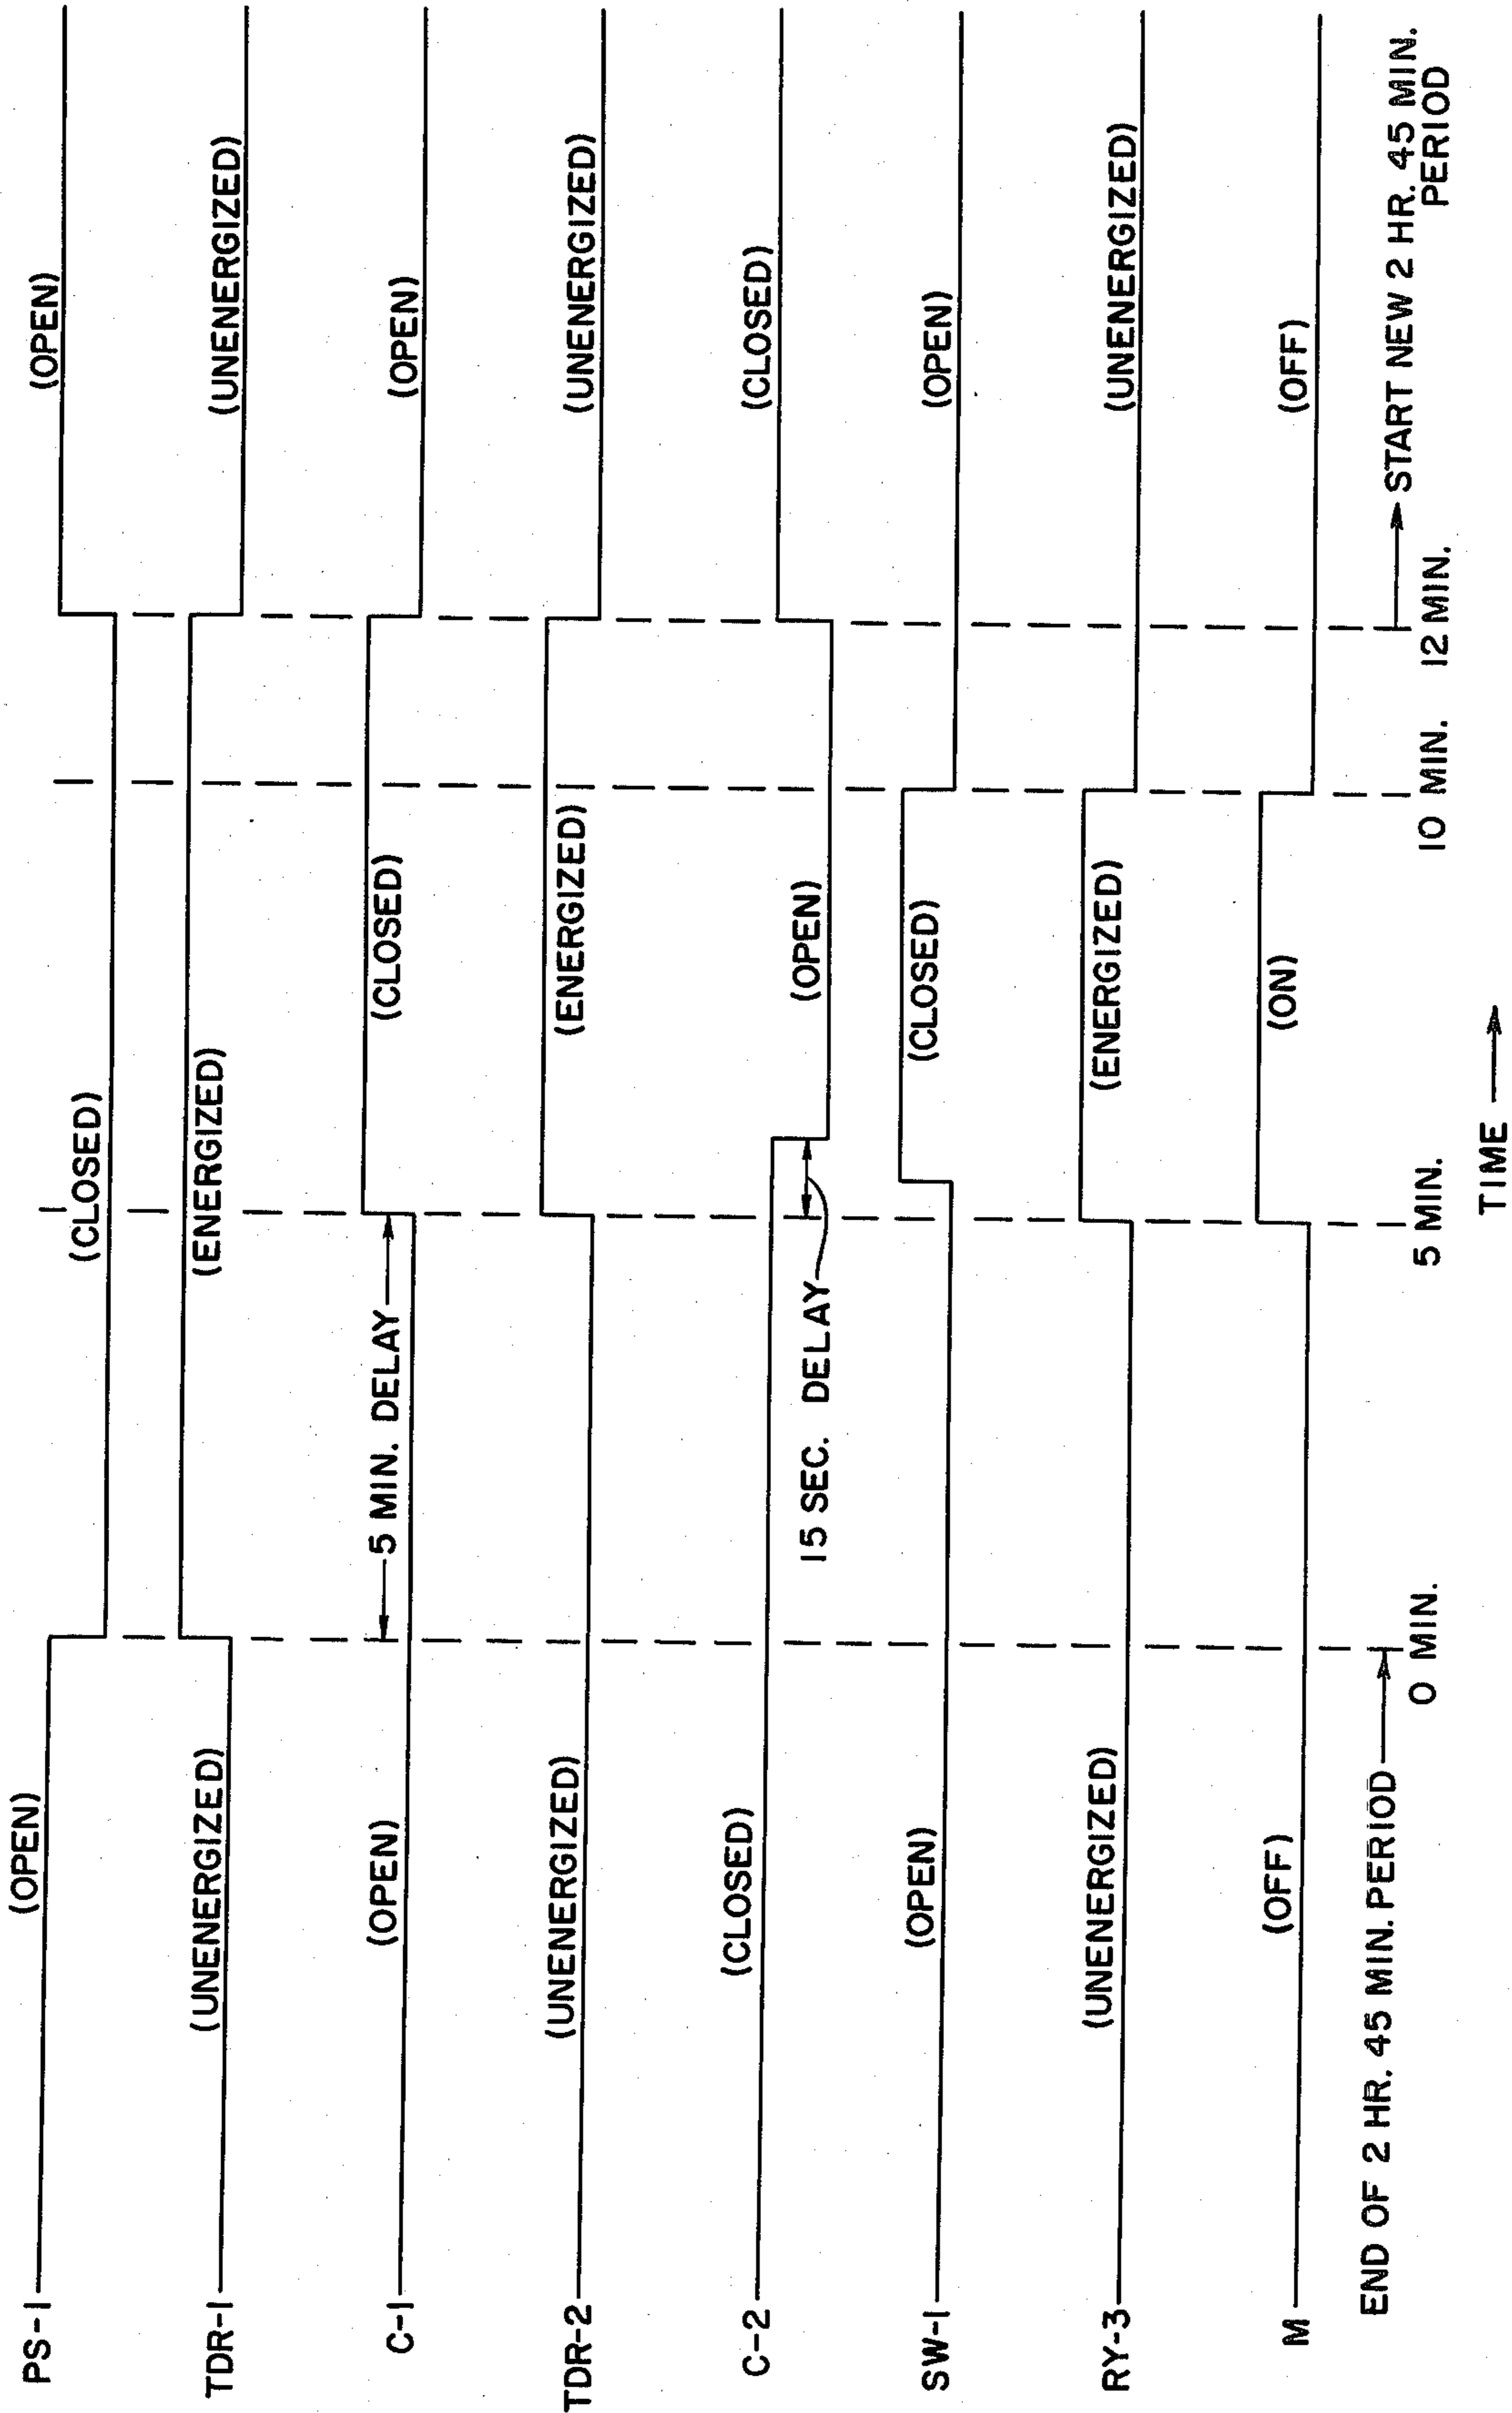 PS-1
(OPEN)
(CLOSED)
(OPEN)
TDR-1
(UNENERGIZED)
(ENERGIZED)
(UNENERGIZED)
C-1
(OPEN)
5 MIN. DELAY
(CLOSED)
(OPEN)
TDR-2
(UNENERGIZED)
(ENERGIZED)
(UNENERGIZED)
C-2
(CLOSED)
15 SEC. DELAY
(OPEN)
(CLOSED)
SW-1
(OPEN)
(CLOSED)
(OPEN)
RY-3
(UNENERGIZED)
(ENERGIZED)
(UNENERGIZED)
M
(OFF)
(ON)
(OFF)
END OF 2 HR. 45 MIN. PERIOD
START NEW 2 HR. 45 MIN.
PERIOD
0 MIN.
5 MIN.
10 MIN.
12 MIN.
TIME